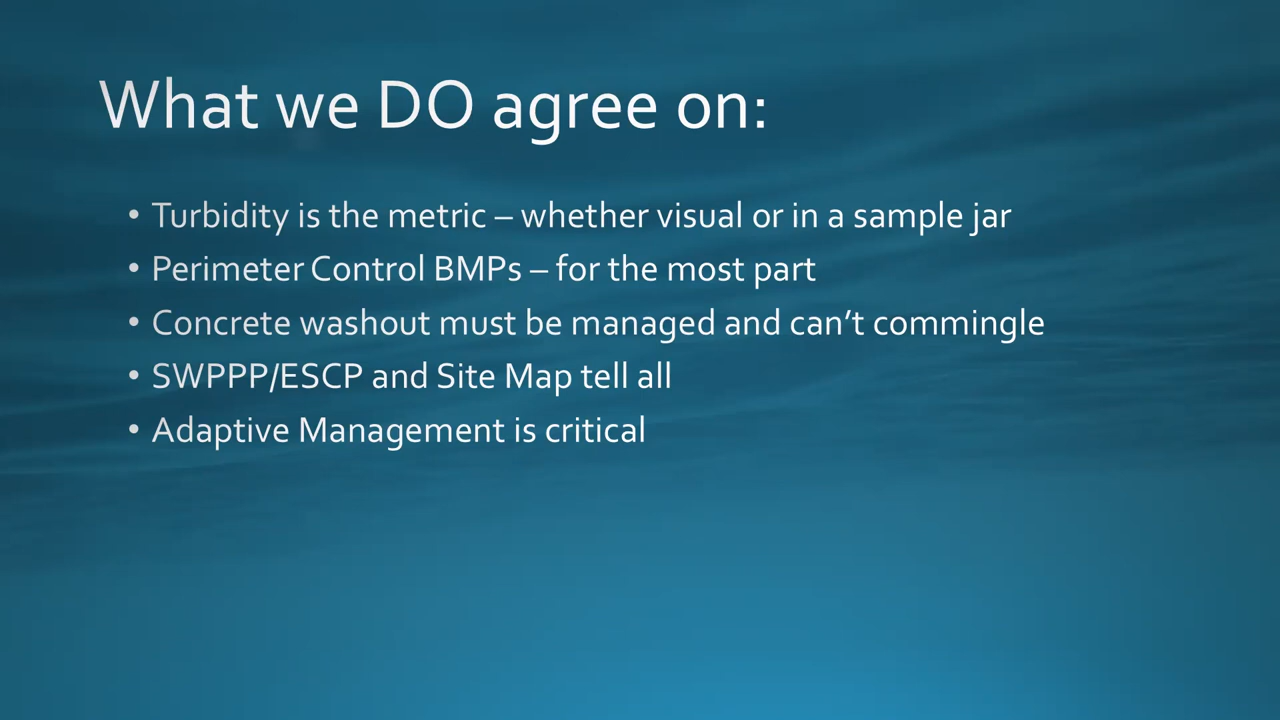 What we DO agree on:
• Turbidity is the metric – whether visual or in a sample jar
• Perimeter Control BMPs – for the most part
• Concrete washout must be managed and can’t commingle
• SWPPP/ESCP and Site Map tell all
• Adaptive Management is critical